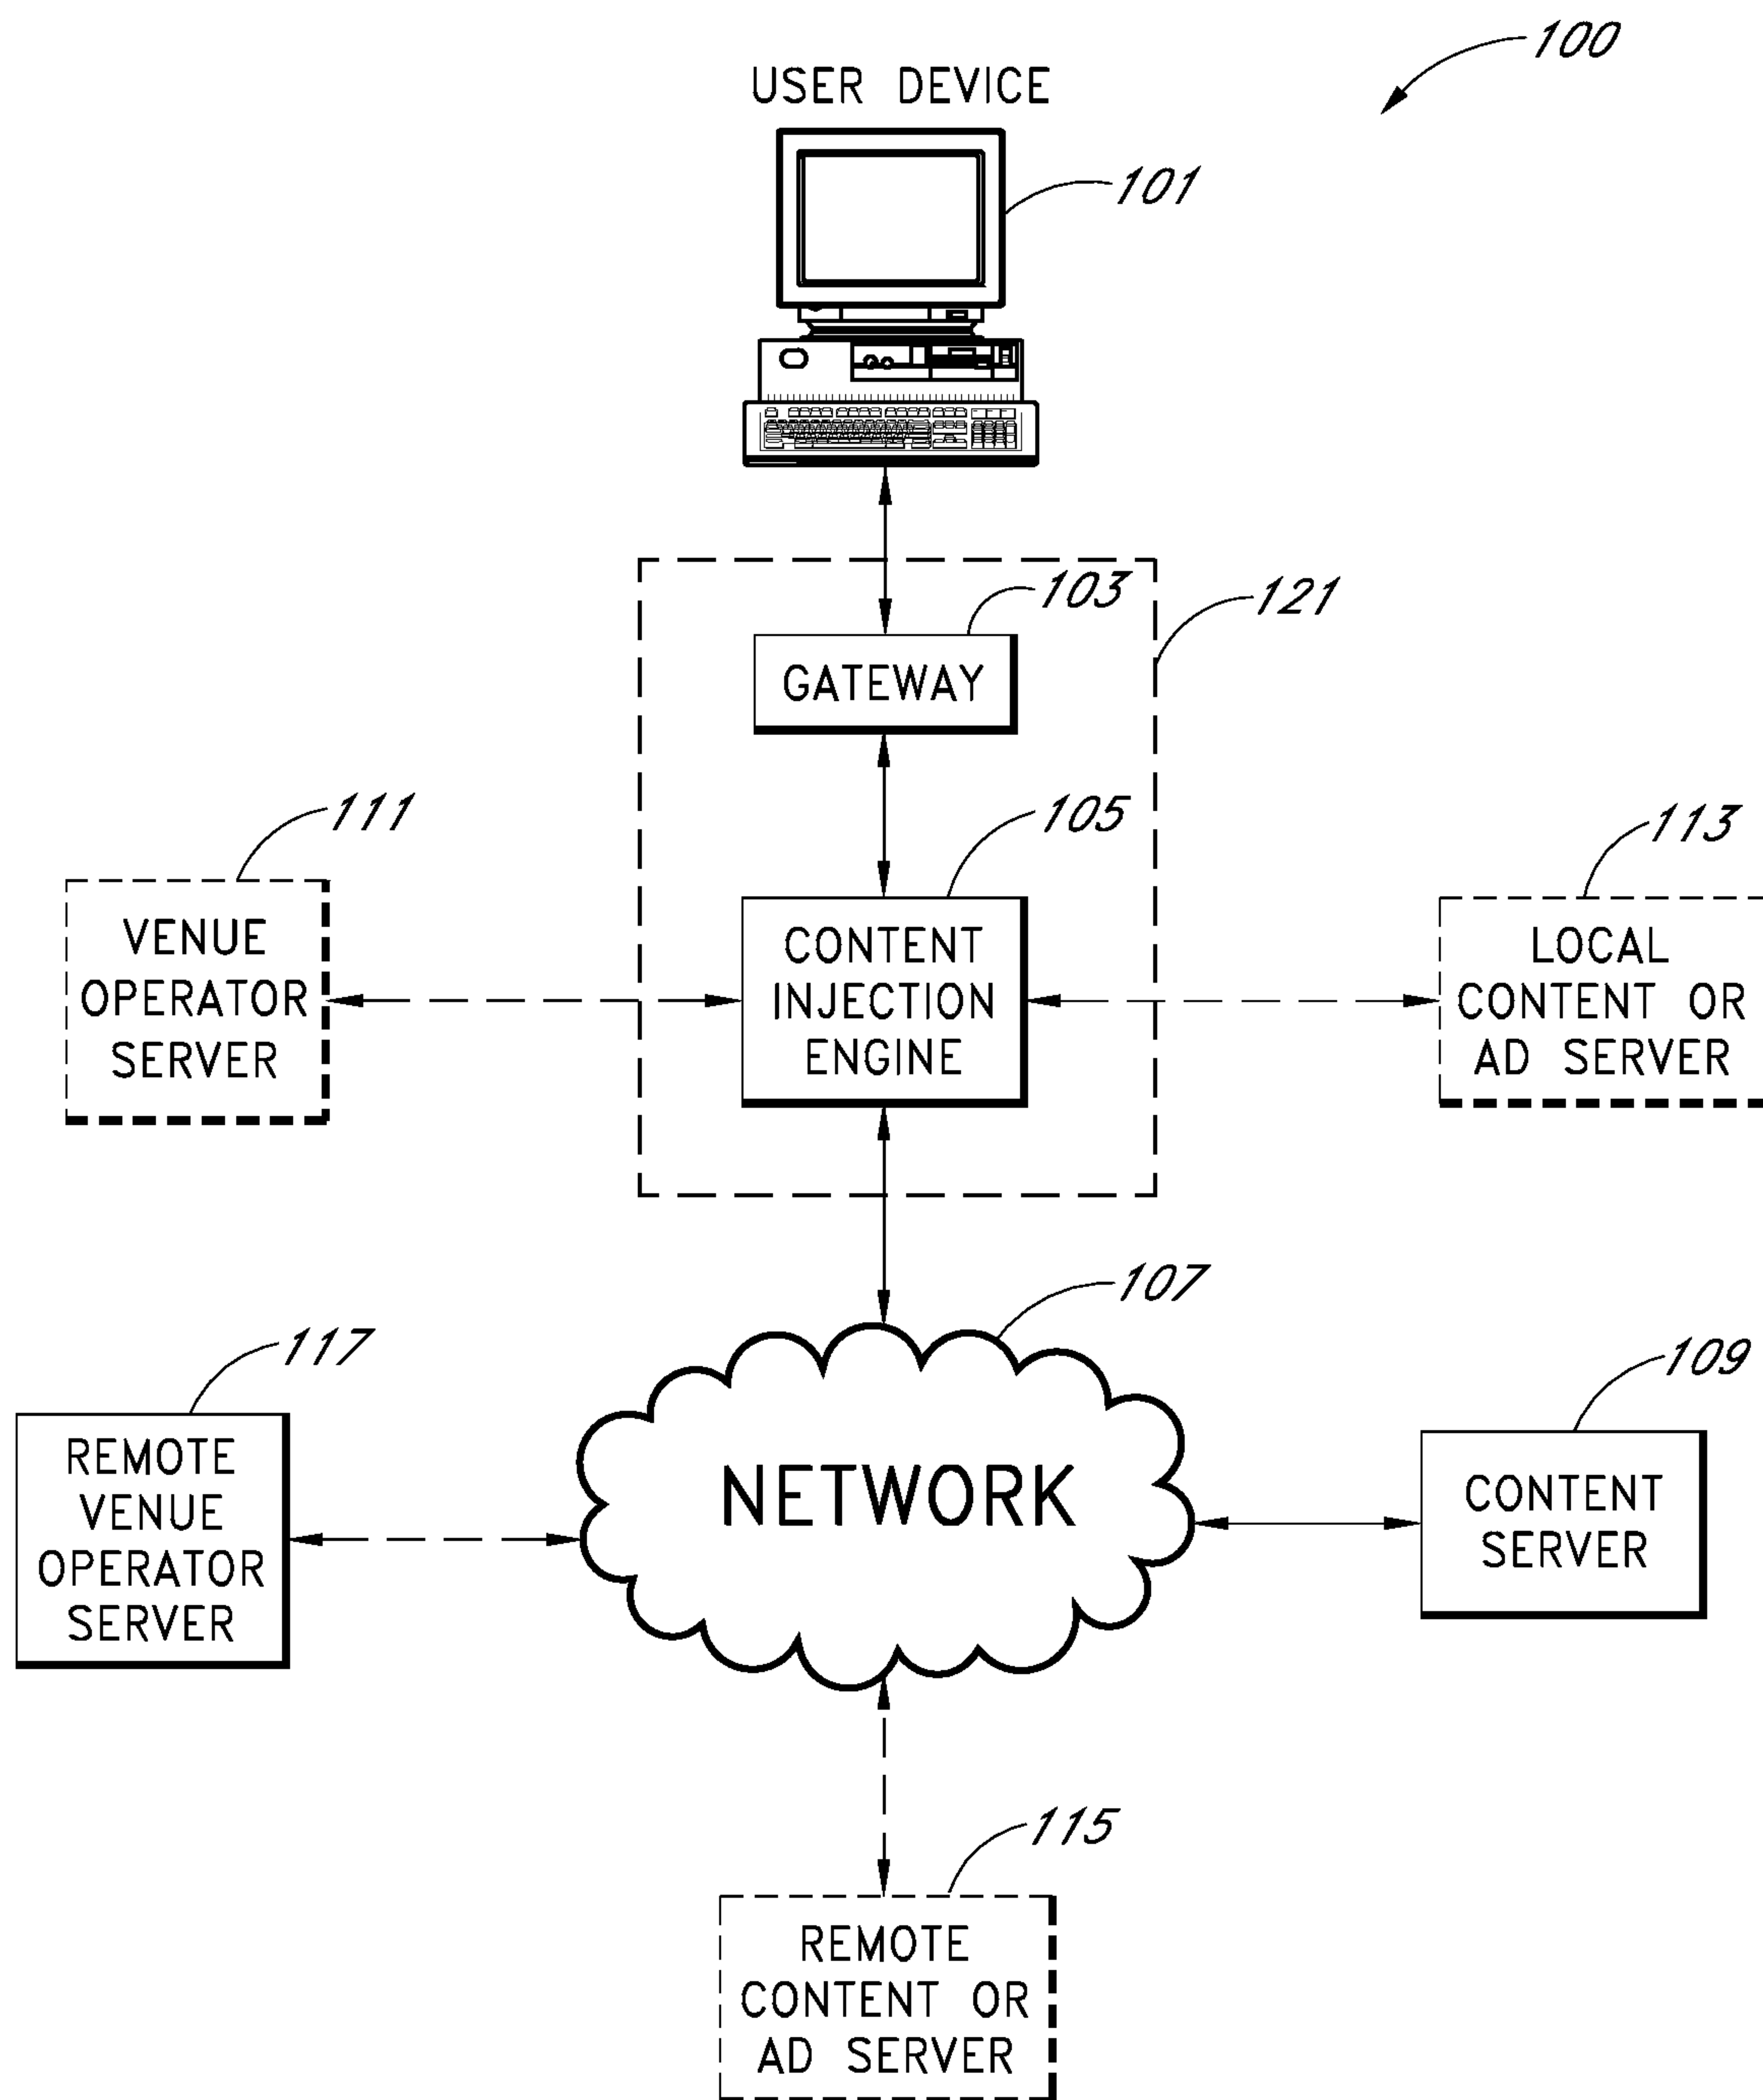 100
USER DEVICE
101
103
121
GATEWAY
111
105
113
VENUE
OPERATOR
SERVER
CONTENT
INJECTION
ENGINE
LOCAL
CONTENT OR
AD SERVER
107
117
109
REMOTE
VENUE
OPERATOR
SERVER
NETWORK
CONTENT
SERVER
115
REMOTE
CONTENT OR
AD SERVER